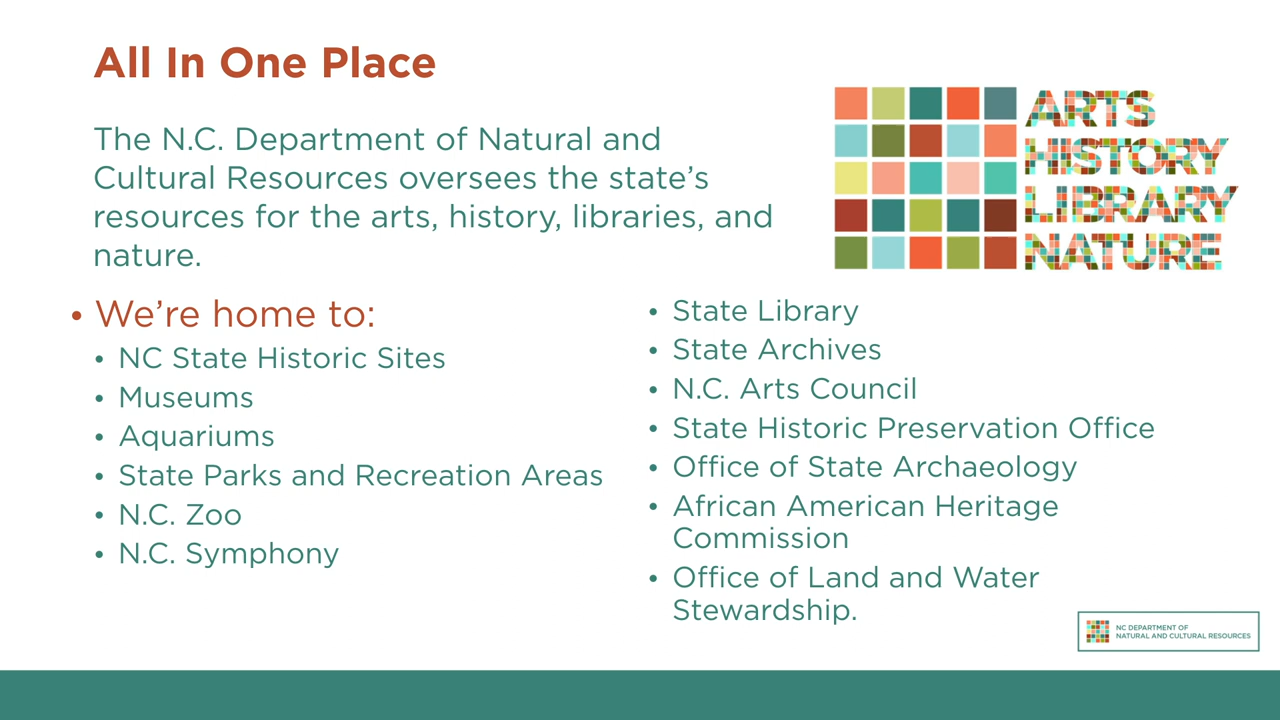 All In One Place
The N.C. Department of Natural and
Cultural Resources oversees the state’s
resources for the arts, history, libraries, and
nature.
ARTS
HISTORY
LIBRARY
NATURE
• We’re home to:
• NC State Historic Sites
• Museums
• Aquariums
• State Parks and Recreation Areas
• N.C. Zoo
• N.C. Symphony
• State Library
• State Archives
• N.C. Arts Council
• State Historic Preservation Office
• Office of State Archaeology
• African American Heritage
Commission
• Office of Land and Water
Stewardship.
NC DEPARTMENT OF
NATURAL AND CULTURAL RESOURCES